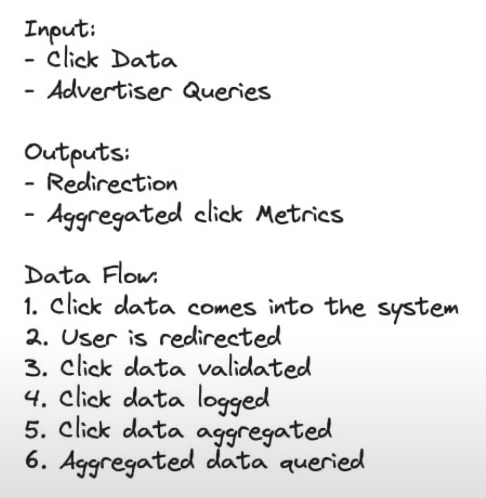 Input:
- Click Data
- Advertiser Queries
Outputs:
- Redirection
- Aggregated click Metrics
Data Flow:
1. Click data comes into the system
2. User is redirected
3. Click data validated
4. Click data logged
5. Click data aggregated
6. Aggregated data queried